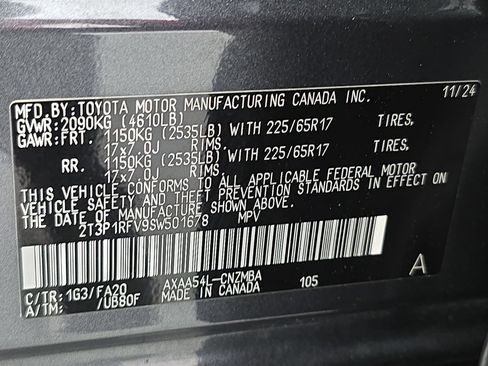 MFD.BY:TOYOTA MOTOR MANUFACTURING CANADA INC. 11/24
GVWR:2090KG (4610LB)
GAWR:FRT. 1150KG (2535LB) WITH 225/65R17 TIRES,
17x7.0J RIMS.
RR. 1150KG (2535LB) WITH 225/65R17 TIRES,
17x7.0J RIMS.
THIS VEHICLE CONFORMS TO ALL APPLICABLE FEDERAL MOTOR
VEHICLE SAFETY AND THEFT PREVENTION STANDARDS IN EFFECT ON
THE DATE OF MANUFACTURE SHOWN ABOVE.
2T3P1RFV9SW501678 MPV
C/TR:1G3/FA20 AXAA54L-CNZMBA 105 A
A/TM: /UB80F MADE IN CANADA